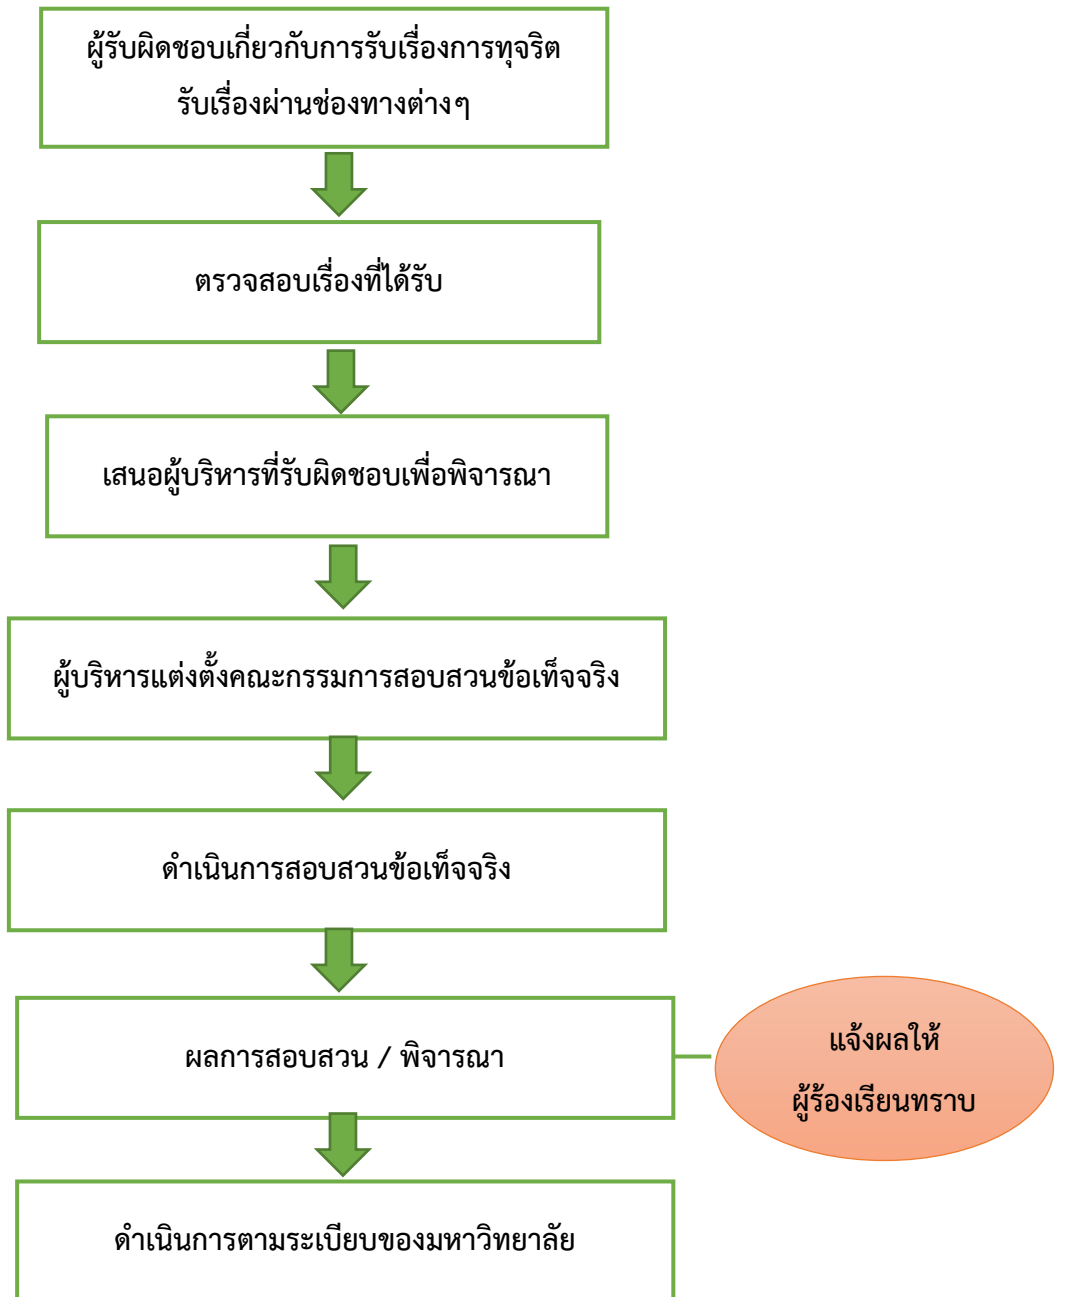 ผู้รับผิดชอบเกี่ยวกับการรับเรื่องการทุจริต
รับเรื่องผ่านช่องทางต่างๆ
ตรวจสอบเรื่องที่ได้รับ
เสนอผู้บริหารที่รับผิดชอบเพื่อพิจารณา
ผู้บริหารแต่งตั้งคณะกรรมการสอบสวนข้อเท็จจริง
ดำเนินการสอบสวนข้อเท็จจริง
ผลการสอบสวน / พิจารณา
แจ้งผลให้
ผู้ร้องเรียนทราบ
ดำเนินการตามระเบียบของมหาวิทยาลัย